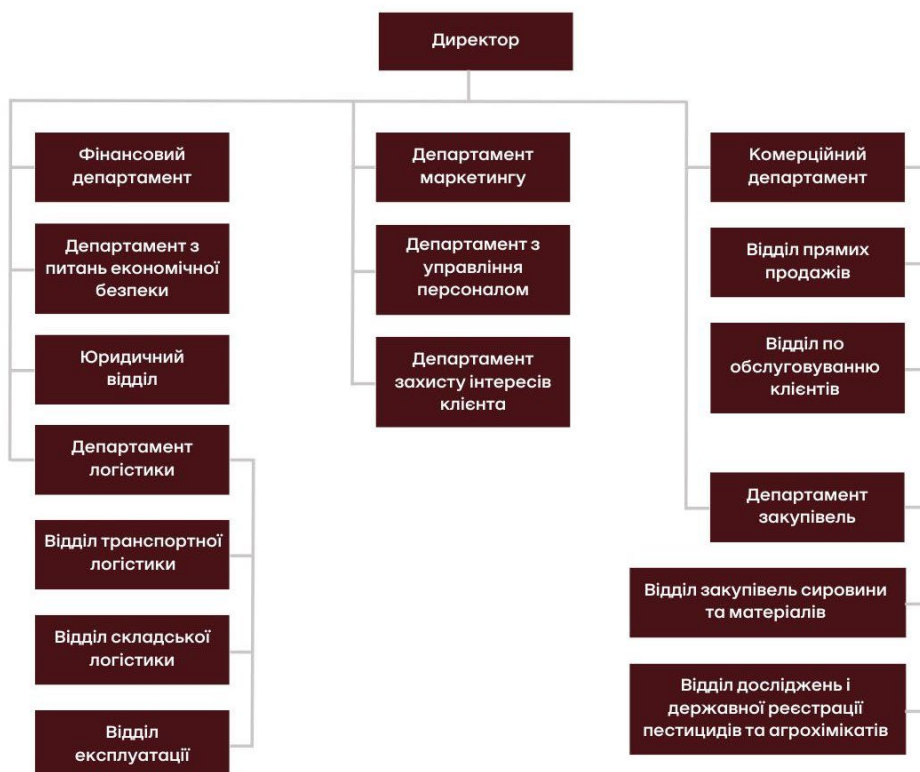 Директор
Фінансовий
департамент
Департамент з
питань економічної
безпеки
Юридичний
відділ
Департамент
логістики
Відділ транспортної
логістики
Відділ складської
логістики
Відділ
експлуатації
Департамент
маркетингу
Департамент з
управління
персоналом
Департамент
захисту інтересів
клієнта
Комерційний
департамент
Відділ прямих
продажів
Відділ по
обслуговуванню
клієнтів
Департамент
закупівель
Відділ закупівель сировини
та матеріалів
Відділ досліджень і
державної реєстрації
пестицидів та агрохімікатів